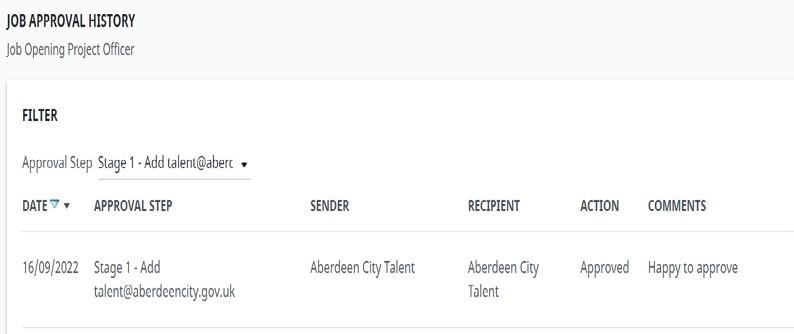 JOB APPROVAL HISTORY
Job Opening Project Officer
FILTER
Approval Step Stage 1 - Add talent@aberc
DATE APPROVAL STEP SENDER RECIPIENT ACTION COMMENTS
16/09/2022 Stage 1 - Add Aberdeen City Talent Aberdeen City Approved Happy to approve
talent@aberdeencity.gov.uk Talent